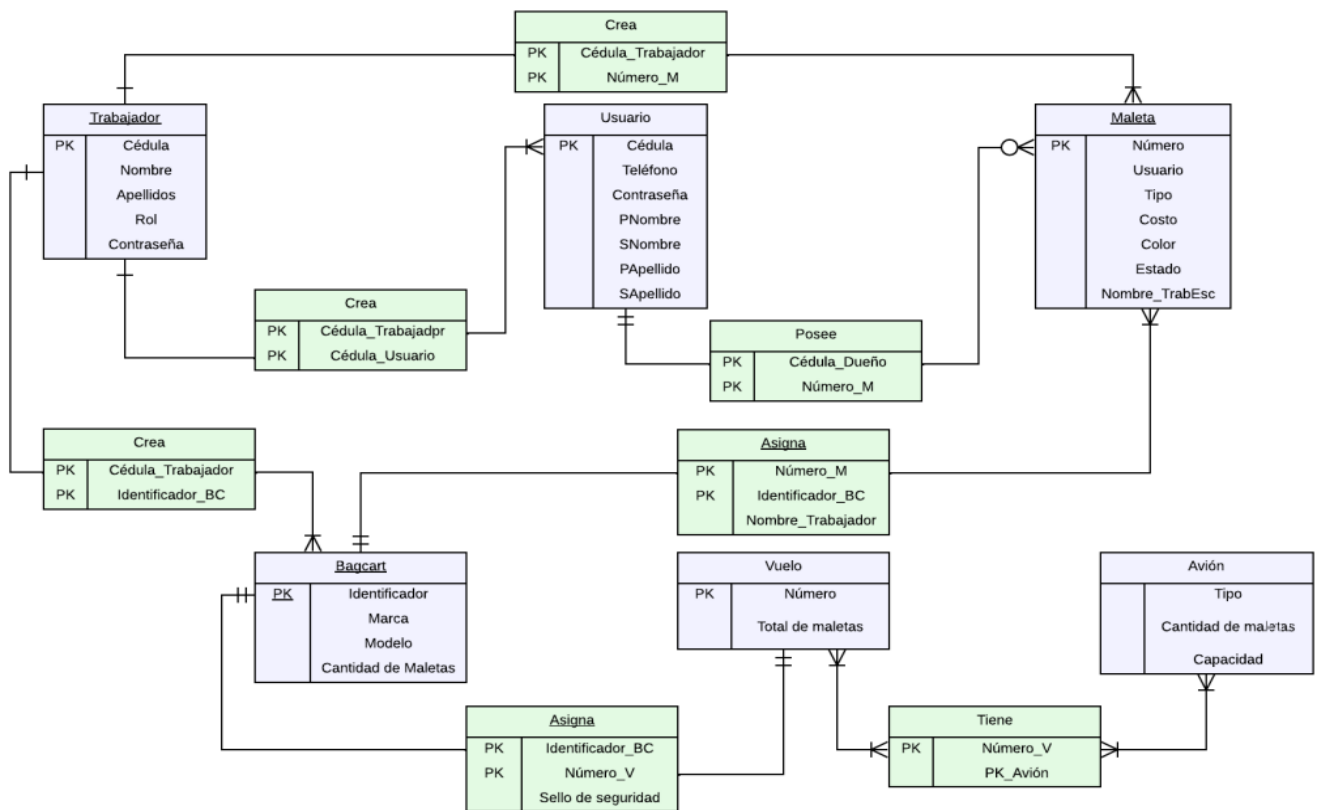 Crea
PK Cédula_Trabajador
PK Número_M
Trabajador
PK Cédula
Nombre
Apellidos
Rol
Contraseña
Usuario
PK Cédula
Teléfono
Contraseña
PNombre
SNombre
PApellido
SApellido
Maleta
PK Número
Usuario
Tipo
Costo
Color
Estado
Nombre_TrabEsc
Crea
PK Cédula_Trabajadpr
PK Cédula_Usuario
Posee
PK Cédula_Dueño
PK Número_M
Crea
PK Cédula_Trabajador
PK Identificador_BC
Asigna
PK Número_M
PK Identificador_BC
Nombre_Trabajador
Bagcart
PK Identificador
Marca
Modelo
Cantidad de Maletas
Vuelo
PK Número
Total de maletas
Avión
Tipo
Cantidad de maletas
Capacidad
Asigna
PK Identificador_BC
PK Número_V
Sello de seguridad
Tiene
PK Número_V
PK_Avión